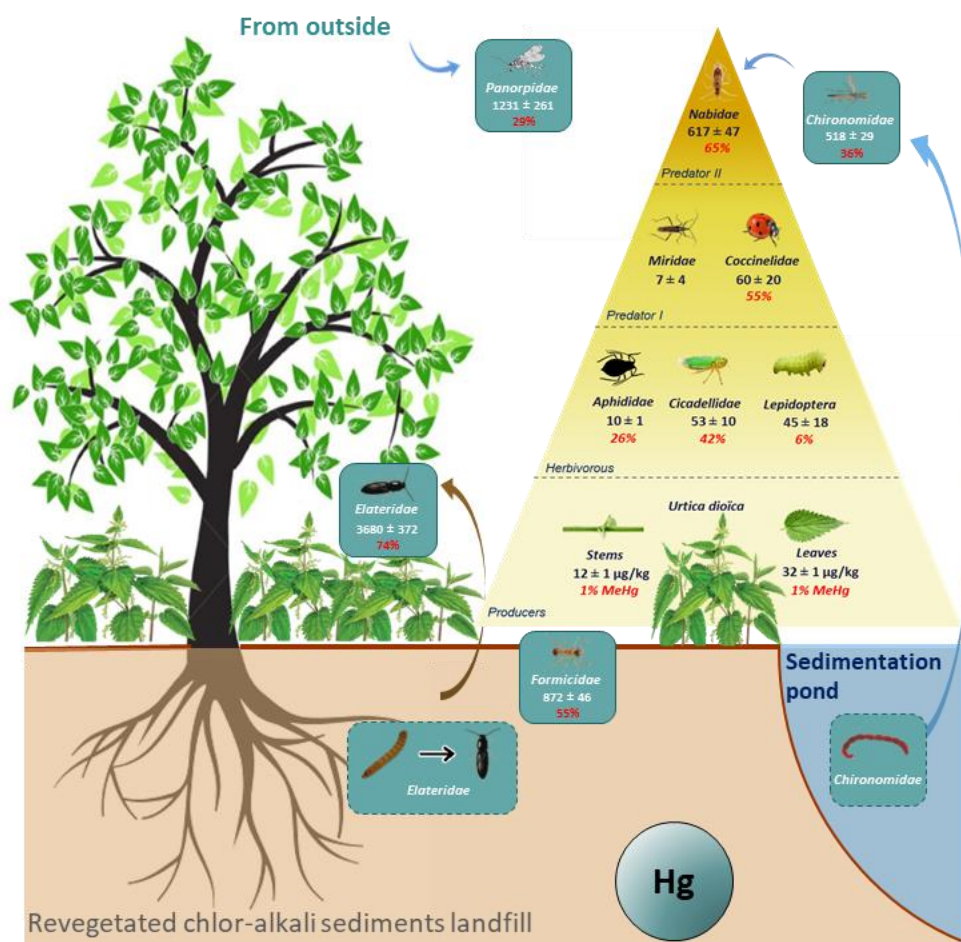 From outside
Panorpidae
1231 ± 261
29%
Nabidae
617 ± 47
65%
Predator II
Chironomidae
518 ± 29
36%
Miridae
7 ± 4
Coccinelidae
60 ± 20
55%
Predator I
Aphididae
10 ± 1
26%
Cicadellidae
53 ± 10
42%
Lepidoptera
45 ± 18
6%
Herbivorous
Elateridae
3680 ± 372
74%
Urtica dioïca
Stems
12 ± 1 µg/kg
1% MeHg
Leaves
32 ± 1 µg/kg
1% MeHg
Producers
Formicidae
872 ± 46
55%
Sedimentation
pond
Elateridae
Chironomidae
Hg
Revegetated chlor-alkali sediments landfill